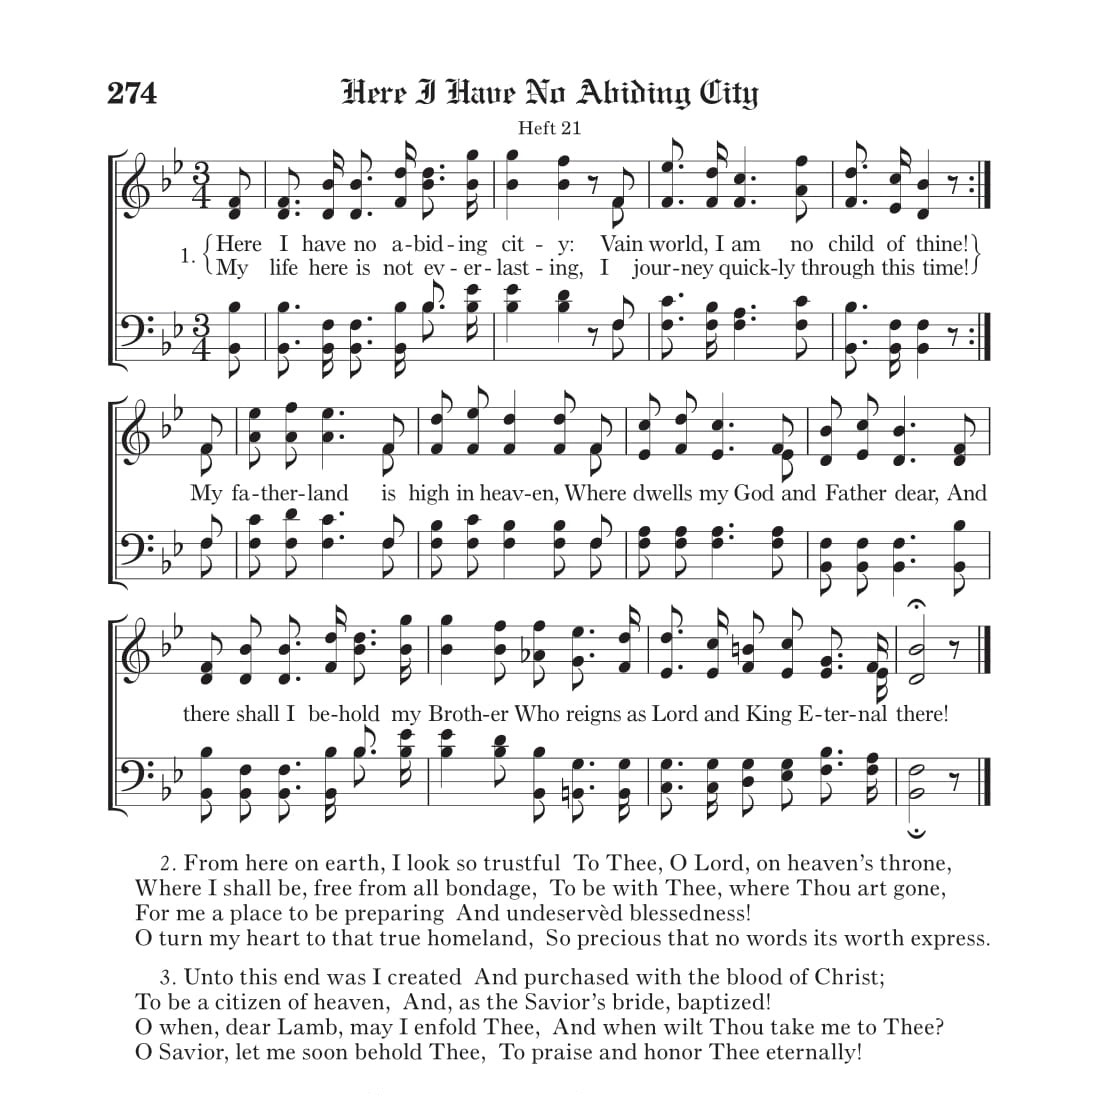 274 Here I Have No Abiding City
Heft 21
1. {Here I have no a-bid-ing cit - y: Vain world, I am no child of thine!}
My life here is not ev - er - last - ing, I jour-ney quick-ly through this time!
My fa-ther-land is high in heav-en, Where dwells my God and Father dear, And
there shall I be-hold my Broth-er Who reigns as Lord and King E-ter-nal there!
2. From here on earth, I look so trustful To Thee, O Lord, on heaven's throne,
Where I shall be, free from all bondage, To be with Thee, where Thou art gone,
For me a place to be preparing And undeservèd blessedness!
O turn my heart to that true homeland, So precious that no words its worth express.
3. Unto this end was I created And purchased with the blood of Christ;
To be a citizen of heaven, And, as the Savior's bride, baptized!
O when, dear Lamb, may I enfold Thee, And when wilt Thou take me to Thee?
O Savior, let me soon behold Thee, To praise and honor Thee eternally!